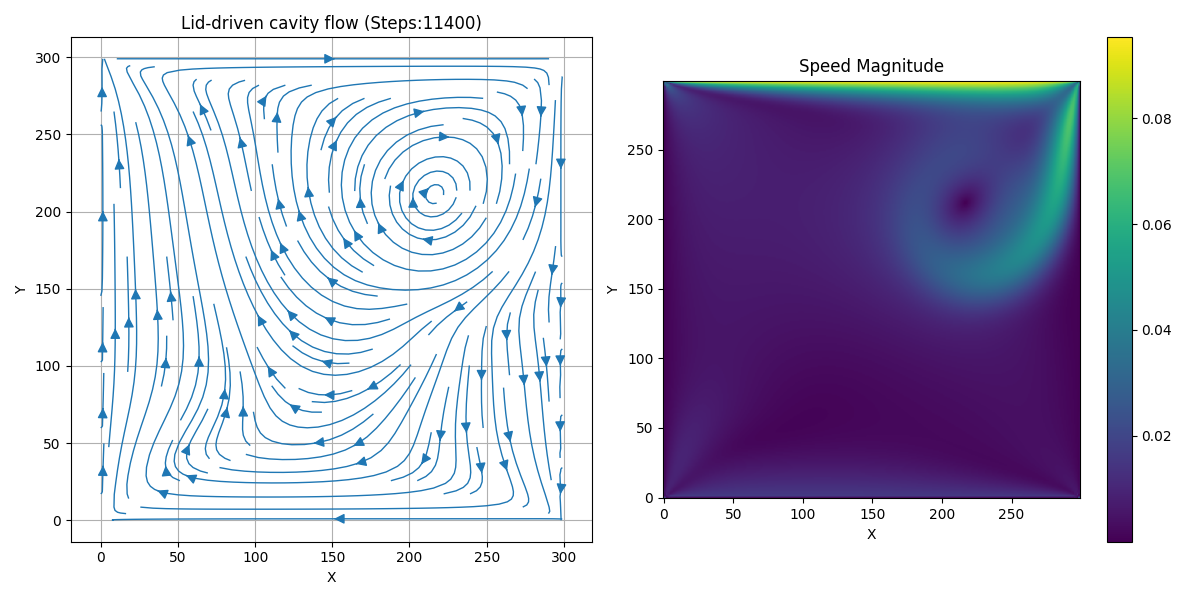 Lid-driven cavity flow (Steps:11400)
300
250
200
150
100
50
0
0 50 100 150 200 250 300
X
Y
Speed Magnitude
250
200
150
100
50
0
0 50 100 150 200 250
X
Y
0.08
0.06
0.04
0.02